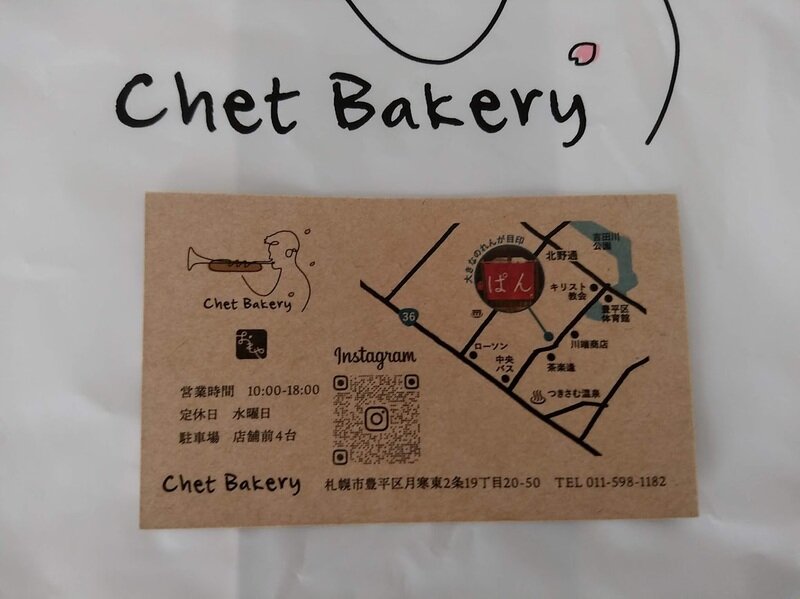 Chet Bakery
Chet Bakery
おもや
営業時間 10:00-18:00
定休日 水曜日
駐車場 店舗前4台
Instagram
大きなのれんが目印
ぱん
北野通
吉田川
公園
キリスト
教会
豊平区
体育館
川端商店
36
ローソン
中央
バス
茶楽逢
つきさむ温泉
Chet Bakery 札幌市豊平区月寒東2条19丁目20-50 TEL 011-598-1182